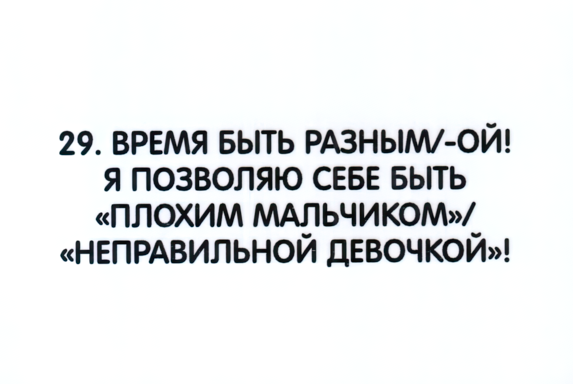 29. ВРЕМЯ БЫТЬ РАЗНЫМ/-ОЙ!
Я ПОЗВОЛЯЮ СЕБЕ БЫТЬ
«ПЛОХИМ МАЛЬЧИКОМ»/
«НЕПРАВИЛЬНОЙ ДЕВОЧКОЙ»!